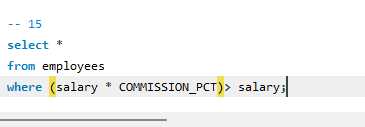 -- 15
select *
from employees
where (salary * COMMISSION_PCT)> salary;